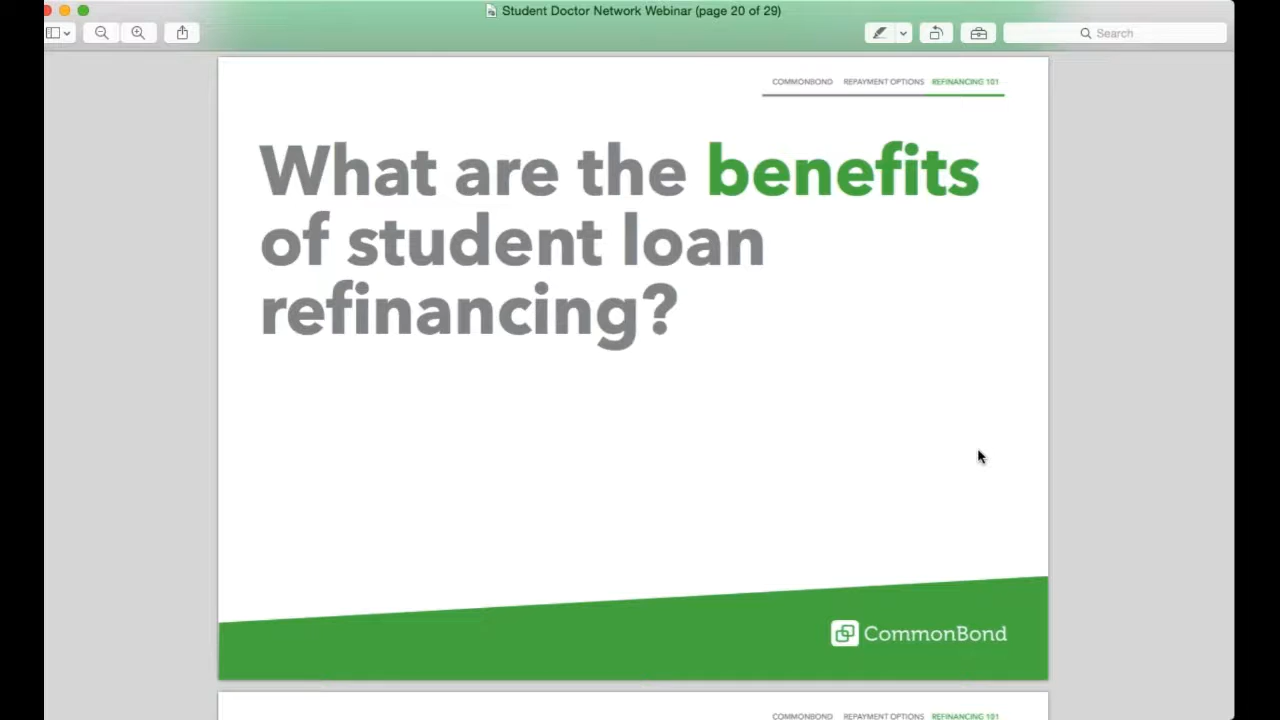 Student Doctor Network Webinar (page 20 of 29)
Search
COMMONBOND REPAYMENT OPTIONS REFINANCING 101
What are the benefits
of student loan
refinancing?
CommonBond
COMMONBOND REPAYMENT OPTIONS REFINANCING 101